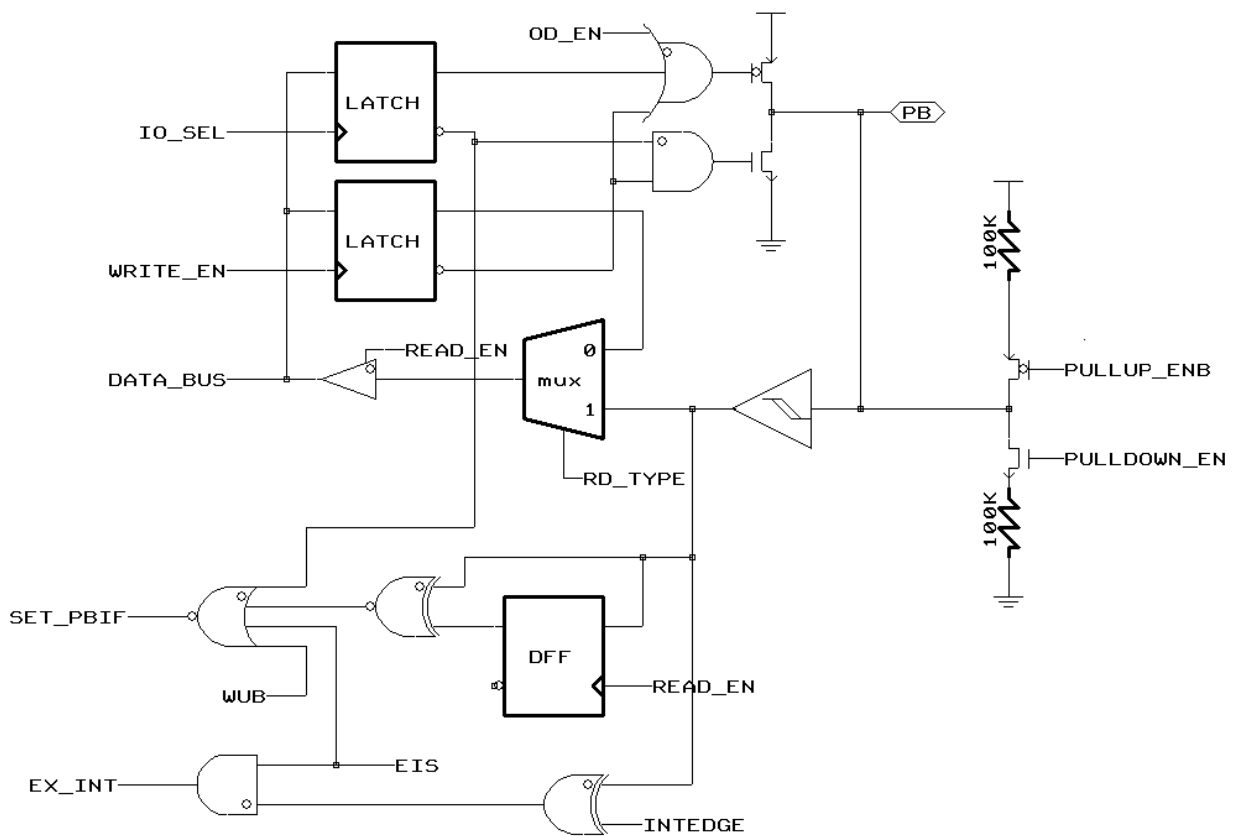 OD_EN
LATCH
IO_SEL
PB
LATCH
WRITE_EN
100K
READ_EN
0
DATA_BUS
mux
1
PULLUP_ENB
RD_TYPE
PULLDOWN_EN
100K
SET_PBIF
DFF
READ_EN
WUB
EIS
EX_INT
INTEDGE